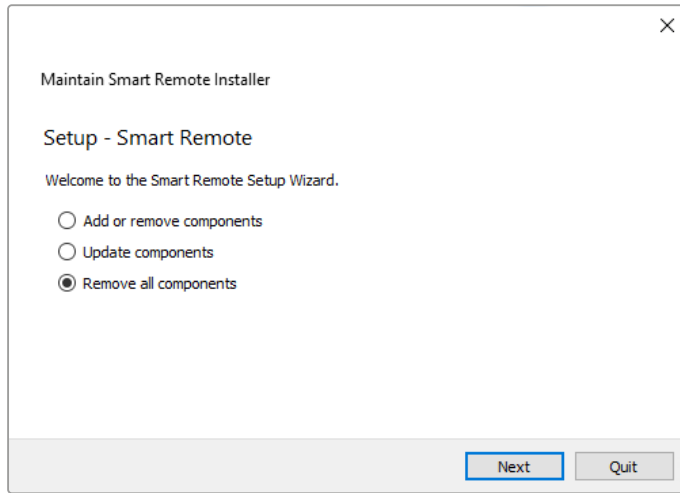 Maintain Smart Remote Installer
Setup - Smart Remote
Welcome to the Smart Remote Setup Wizard.
Add or remove components
Update components
Remove all components
Next
Quit